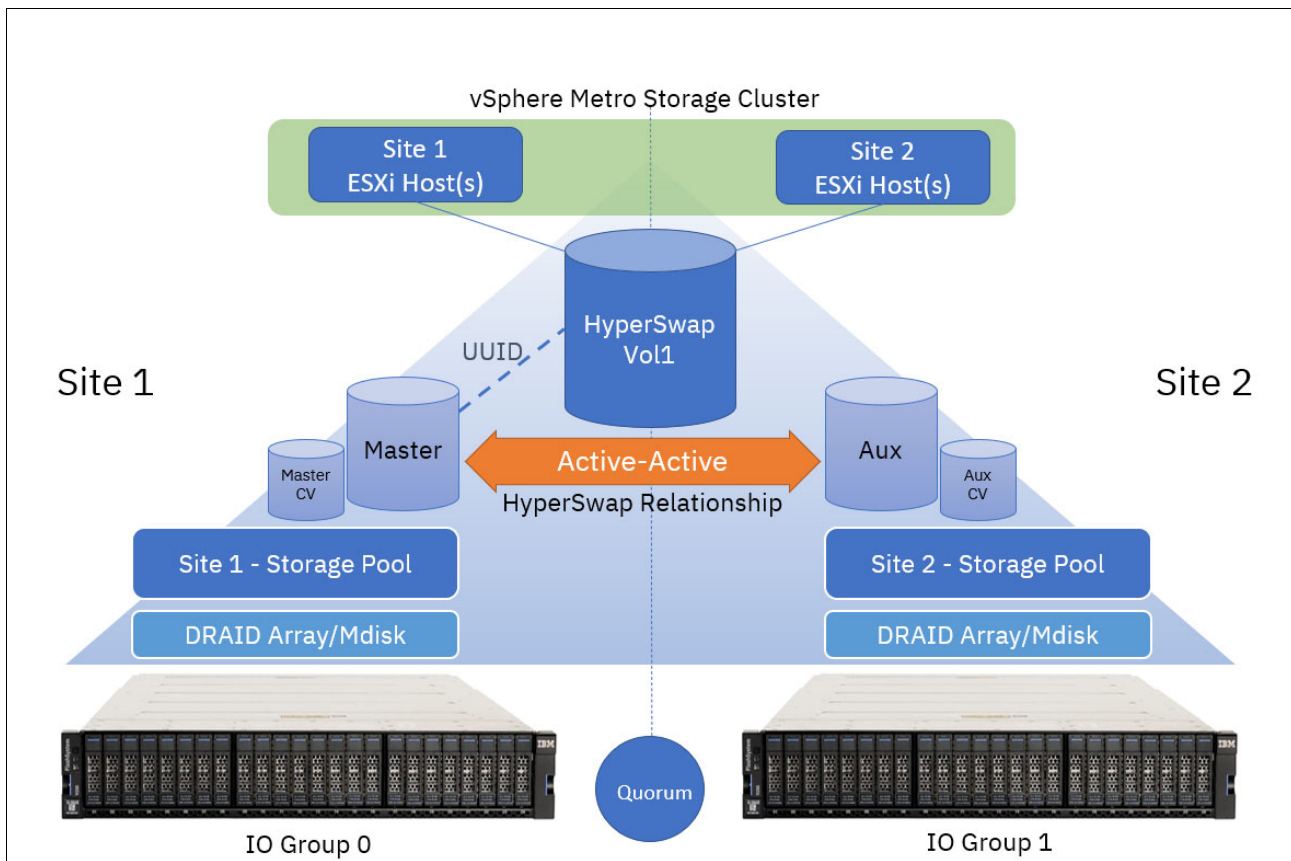 vSphere Metro Storage Cluster
Site 1
ESXi Host(s)
Site 2
ESXi Host(s)
HyperSwap
Vol1
UUID
Site 1
Site 2
Master
Master
CV
Active-Active
HyperSwap Relationship
Aux
Aux
CV
Site 1 - Storage Pool
Site 2 - Storage Pool
DRAID Array/Mdisk
DRAID Array/Mdisk
IBM
IBM
Quorum
IO Group 0
IO Group 1